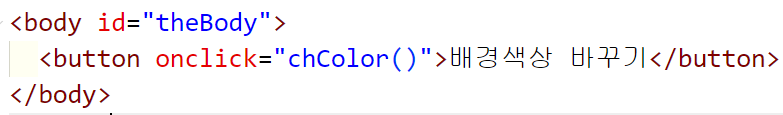 <body id="theBody">
<button onclick="chColor()">배경색상 바꾸기</button>
</body>